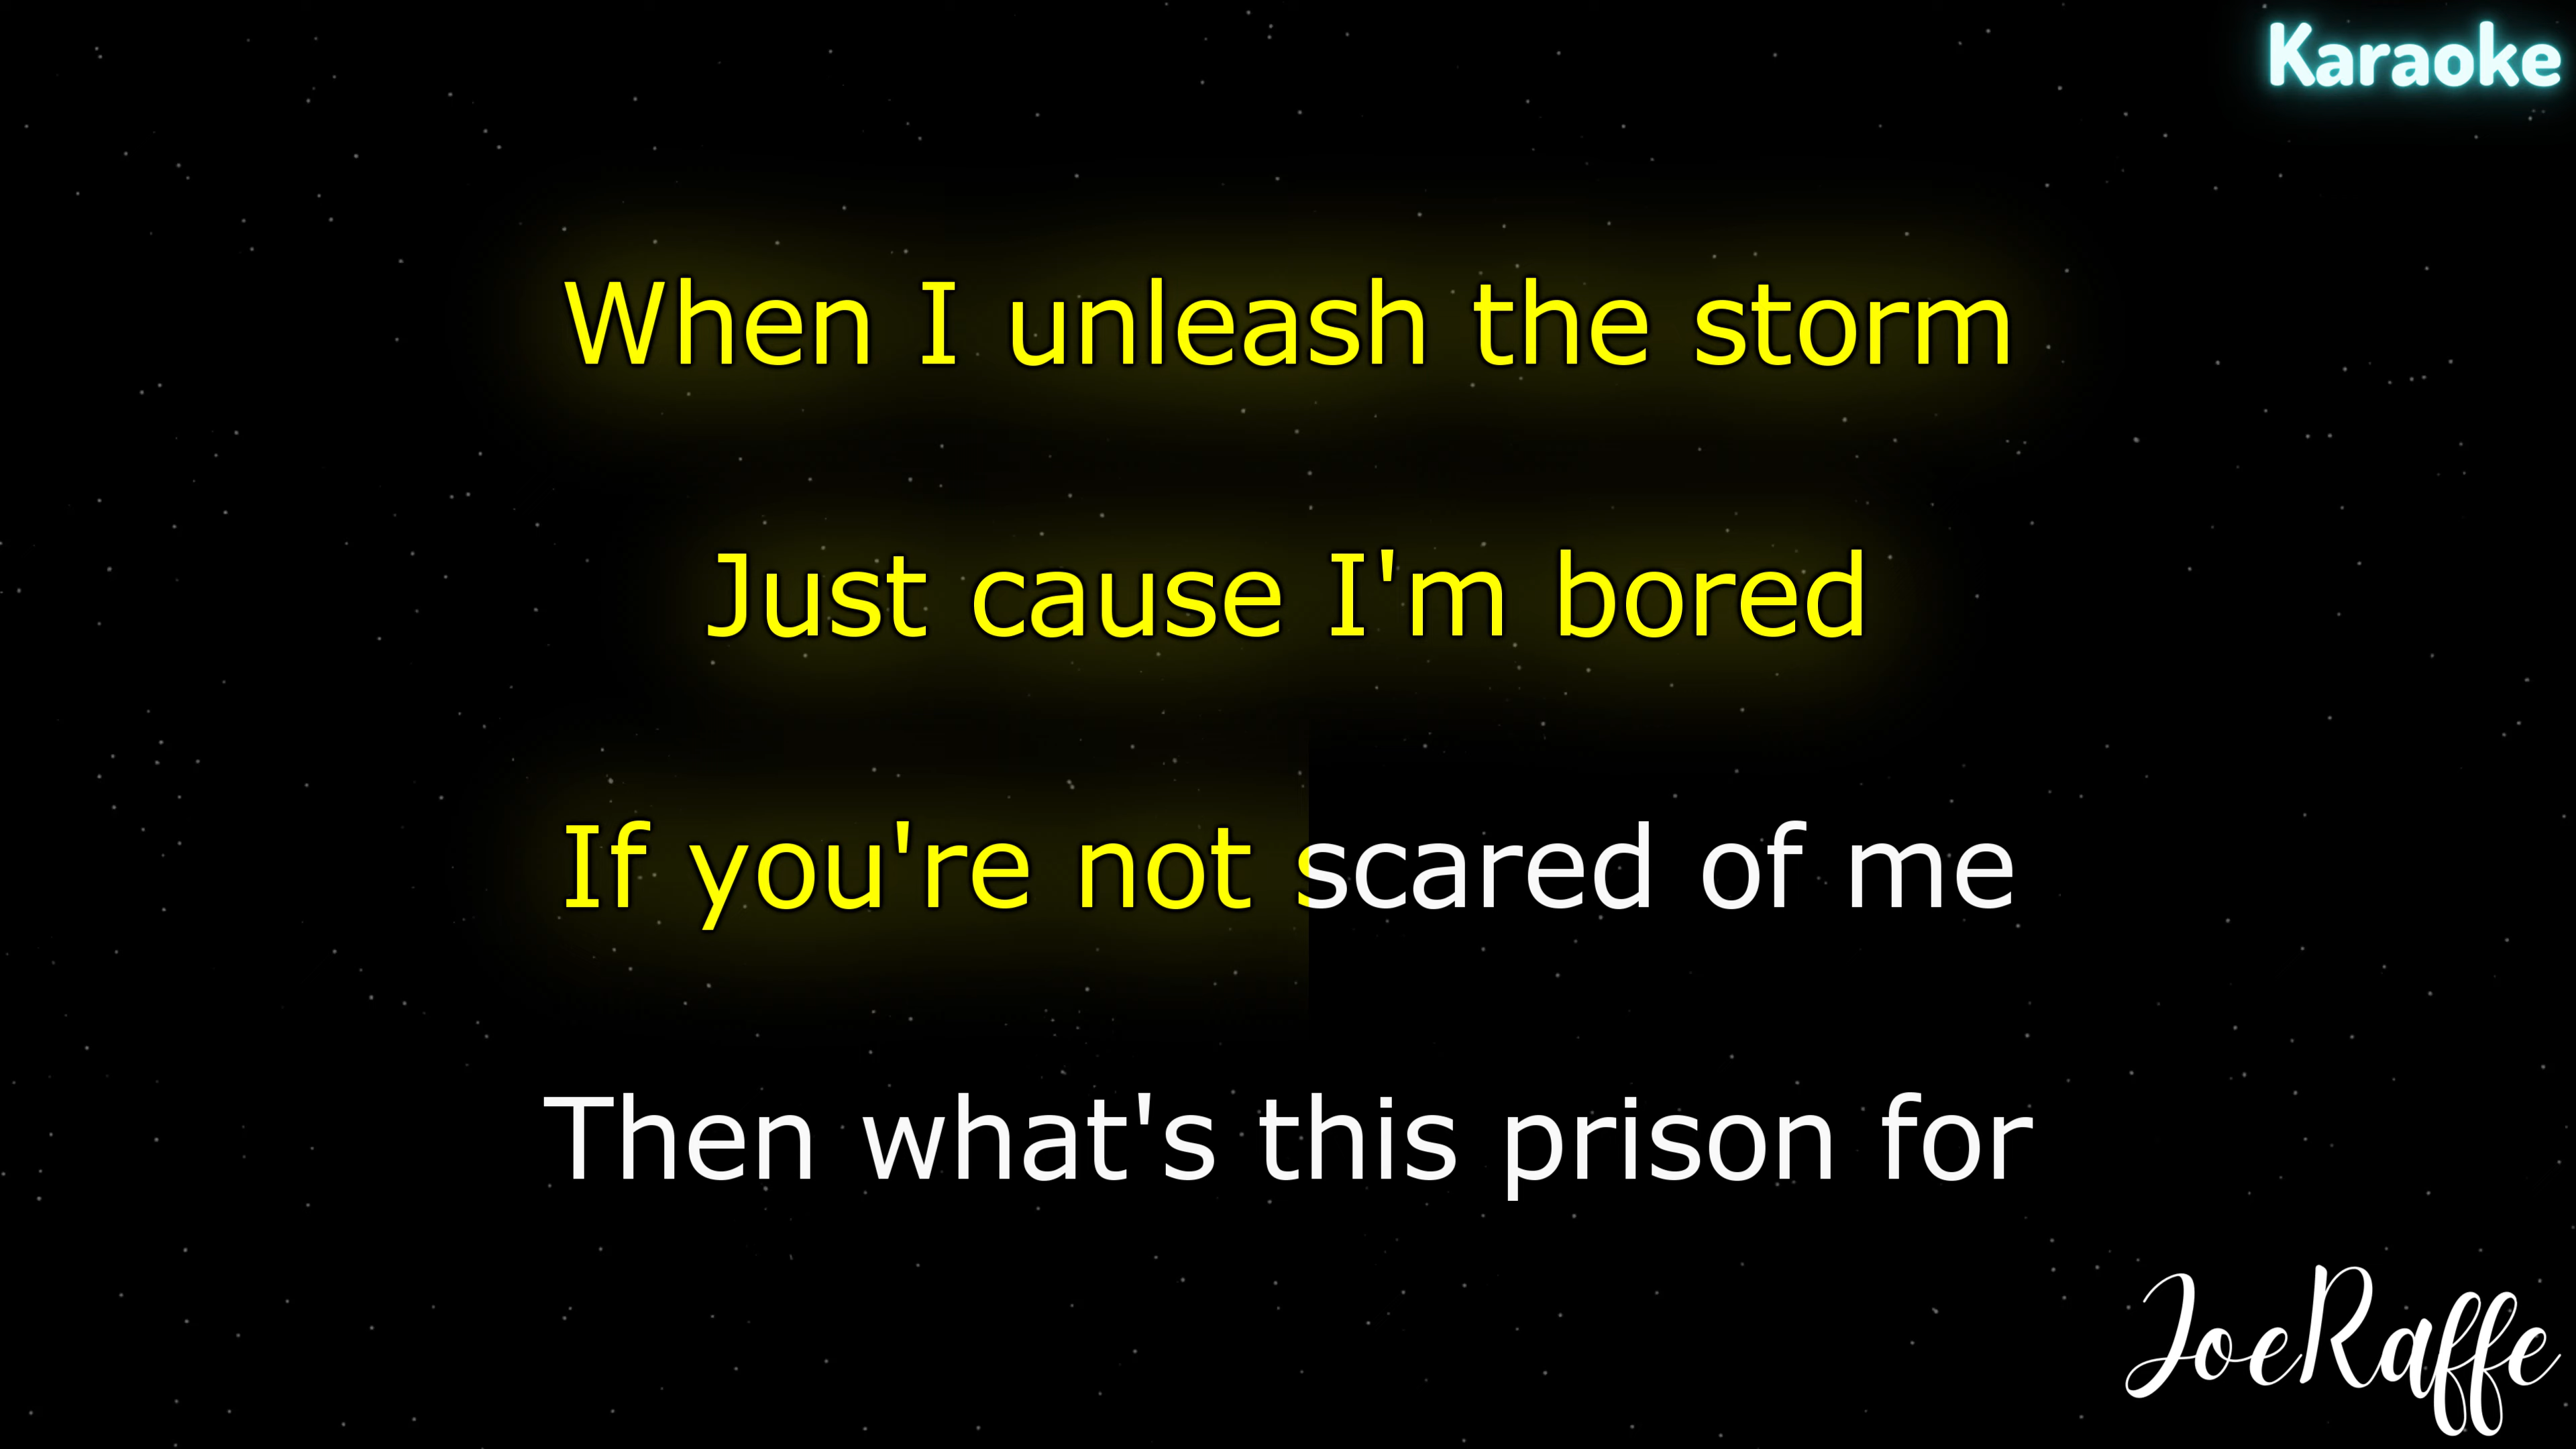 Karaoke
When I unleash the storm
Just cause I'm bored
If you're not scared of me
Then what's this prison for
JoeRaffe